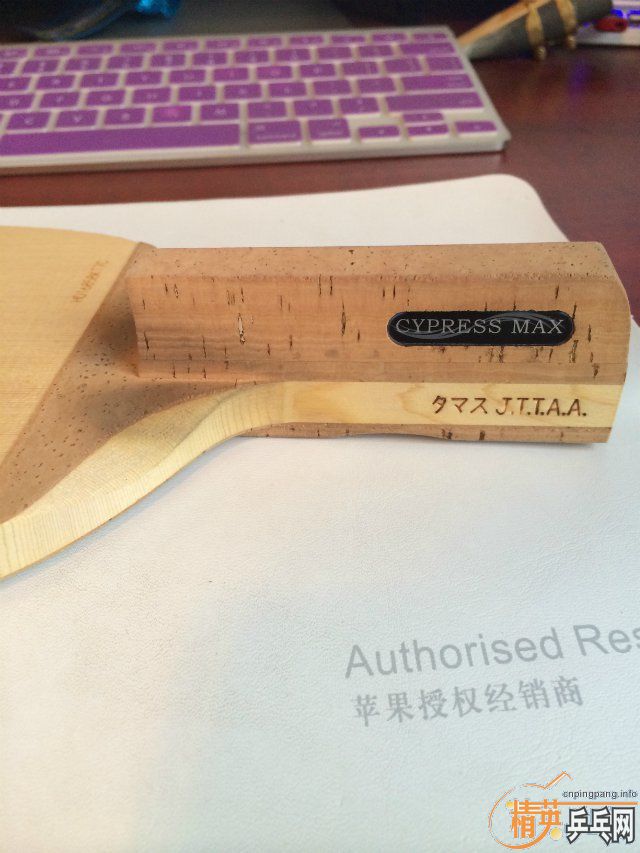 CYPRESS MAX
タマス J.T.T.A.A.
Authorised Res
苹果授权经销商
cnpingpang.info
精英乒乓网